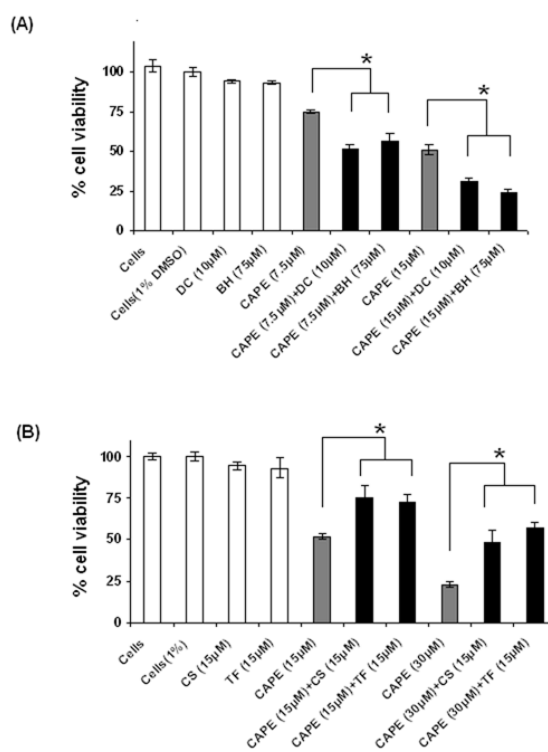 (A)
*
*
100
75
50
25
0
% cell viability
Cells
Cells(1% DMSO)
DC (10μM)
BH (75μM)
CAPE (7.5μM)
CAPE (7.5μM)+DC (10μM)
CAPE (7.5μM)+BH (75μM)
CAPE (15μM)
CAPE (15μM)+DC (10μM)
CAPE (15μM)+BH (75μM)
(B)
*
*
100
75
50
25
0
% cell viability
Cells
Cells (1%)
CS (15μM)
TF (15μM)
CAPE (15μM)
CAPE (15μM)+CS (15μM)
CAPE (15μM)+TF (15μM)
CAPE (30μM)
CAPE (30μM)+CS (15μM)
CAPE (30μM)+TF (15μM)